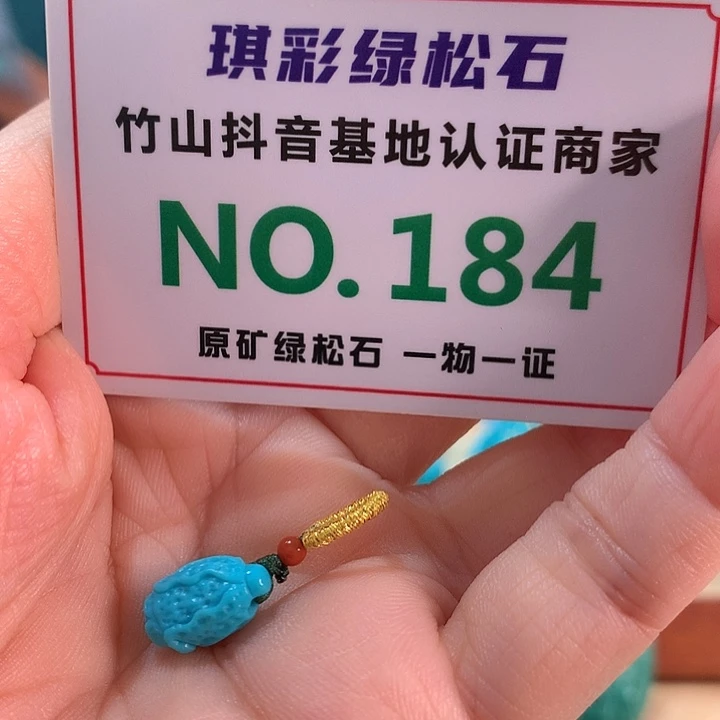 琪彩绿松石
竹山抖音基地认证商家
NO.184
原矿绿松石 一物一证